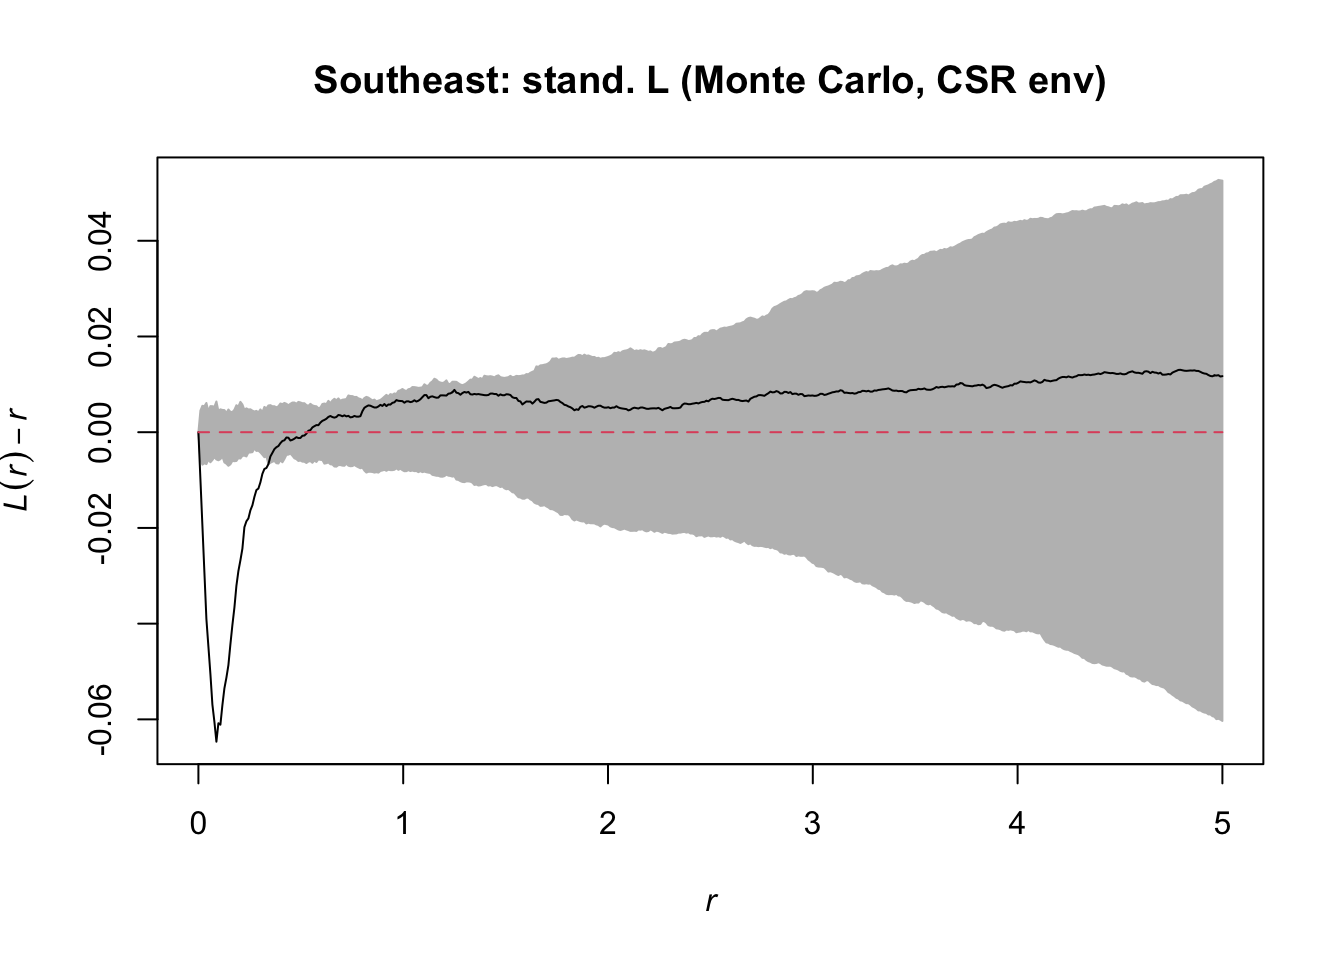 Southeast: stand. L (Monte Carlo, CSR env)
L(r) − r
0.04
0.02
0.00
-0.02
-0.06
0 1 2 3 4 5
r